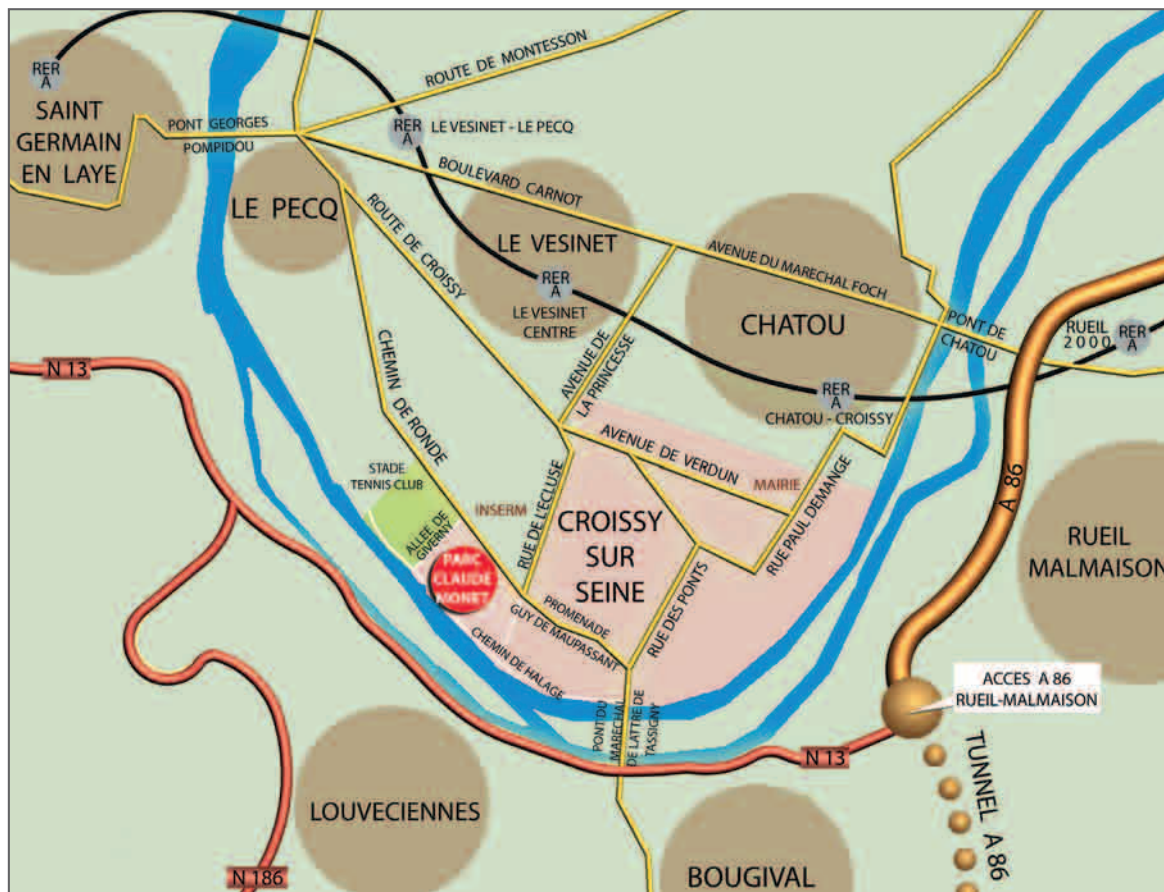 RER
A
SAINT
GERMAIN
EN LAYE
PONT GEORGES
POMPIDOU
ROUTE DE MONTESSON
RER
A
LE VESINET - LE PECQ
BOULEVARD CARNOT
LE PECQ
ROUTE DE CROISSY
LE VESINET
RER
A
LE VESINET
CENTRE
AVENUE DU MARECHAL FOCH
CHATOU
PONT DE
CHATOU
RUEIL
2000
RER
A
N 13
CHEMIN DE RONDE
AVENUE DE
LA PRINCESSE
RER
A
CHATOU - CROISSY
AVENUE DE VERDUN
MAIRIE
RUE PAUL DEMANGE
A 86
STADE
TENNIS CLUB
INSERM
RUE DE L'ECLUSE
ALLEE DE
GIVERNY
PARC
CLAUDE
MONET
CROISSY
SUR
SEINE
RUEIL
MALMAISON
PROMENADE
GUY DE MAUPASSANT
RUE DES PONTS
CHEMIN DE HALAGE
PONT DU
MARECHAL
DE LATTRE DE
TASSIGNY
ACCES A 86
RUEIL-MALMAISON
N 13
TUNNEL A 86
LOUVECIENNES
N 186
BOUGIVAL